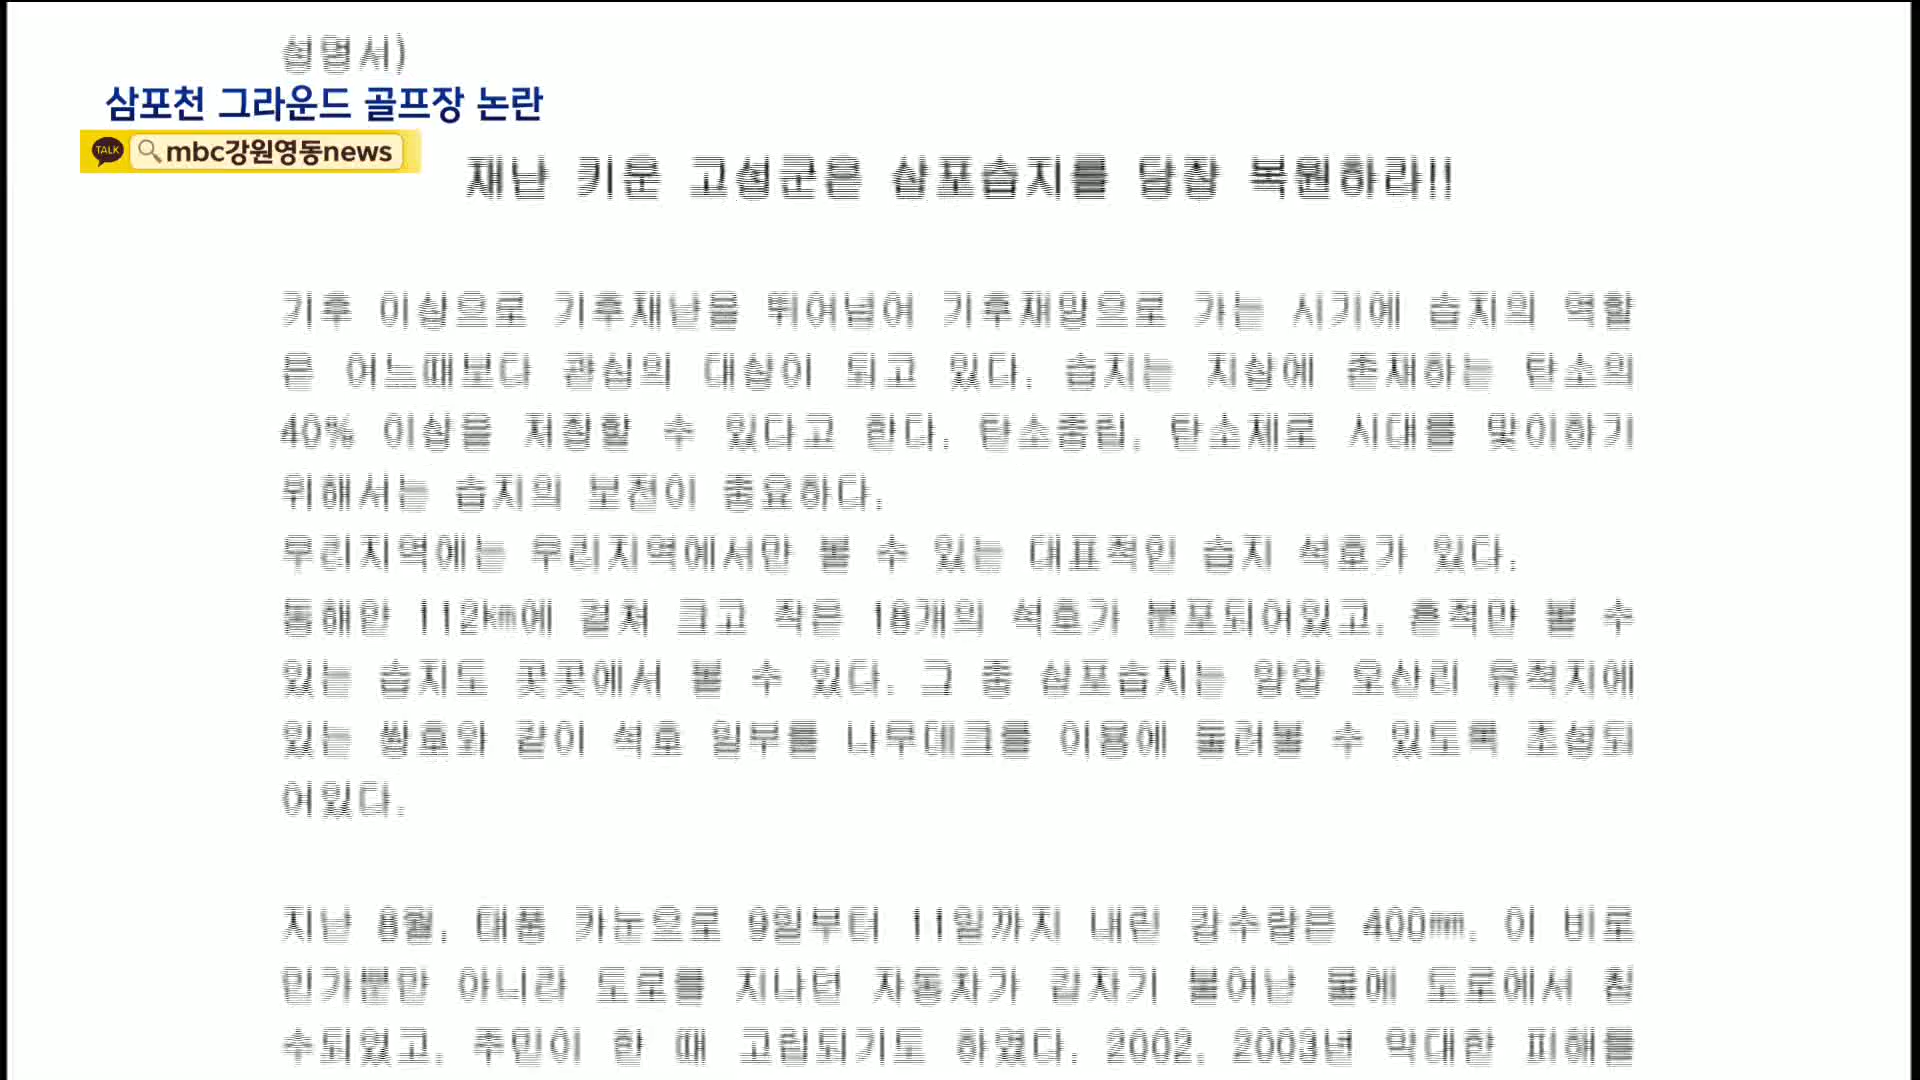 성명서)
삼포천 그라운드 골프장 논란
TALK mbc강원영동news
재난 키운 고성군은 삼포습지를 당장 복원하라!!
기후 이상으로 기후재난을 뛰어넘어 기후재앙으로 가는 시기에 습지의 역할
은 어느때보다 관심의 대상이 되고 있다. 습지는 지상에 존재하는 탄소의
40% 이상을 저장할 수 있다고 한다. 탄소중립, 탄소제로 시대를 맞이하기
위해서는 습지의 보전이 중요하다.
우리지역에는 우리지역에서만 볼 수 있는 대표적인 습지 석호가 있다.
동해안 112km에 걸쳐 크고 작은 18개의 석호가 분포되어있고, 흔적만 볼 수
있는 습지도 곳곳에서 볼 수 있다. 그 중 삼포습지는 양양 오산리 유적지에
있는 쌍호와 같이 석호 일부를 나무데크를 이용에 둘러볼 수 있도록 조성되
어있다.
지난 8월, 태풍 카눈으로 9일부터 11일까지 내린 강수량은 400mm, 이 비로
민가뿐만 아니라 도로를 지나던 자동차가 갑자기 불어난 물에 도로에서 침
수되었고, 주민이 한 때 고립되기도 하였다. 2002, 2003년 막대한 피해를